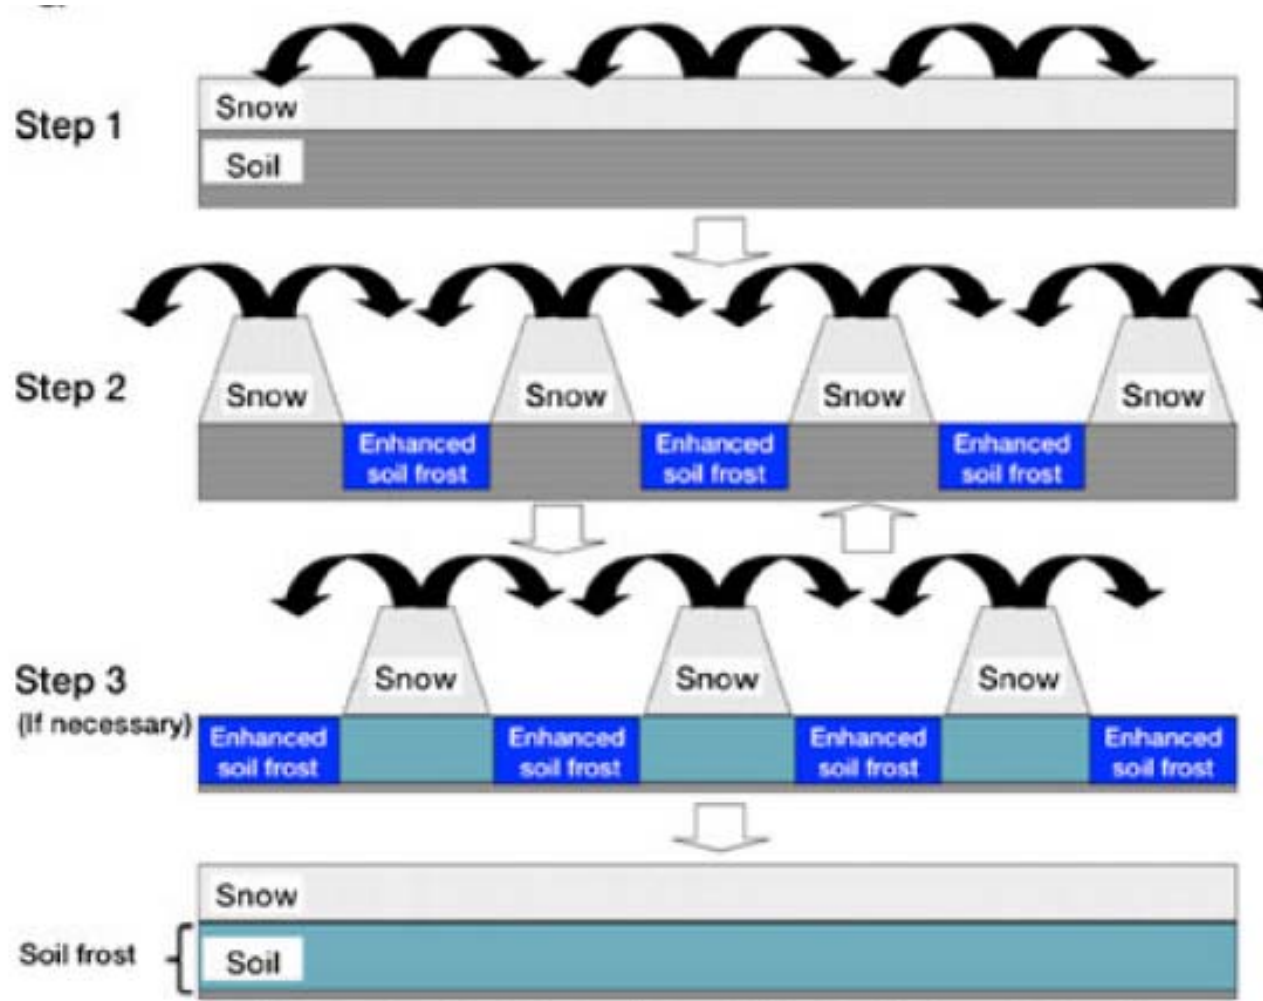 Snow
Step 1
Soil
Step 2
Snow Snow Snow Snow
Enhanced soil frost
Enhanced soil frost
Enhanced soil frost
Snow Snow Snow
Step 3
(If necessary)
Enhanced soil frost
Enhanced soil frost
Enhanced soil frost
Enhanced soil frost
Snow
Soil frost
Soil